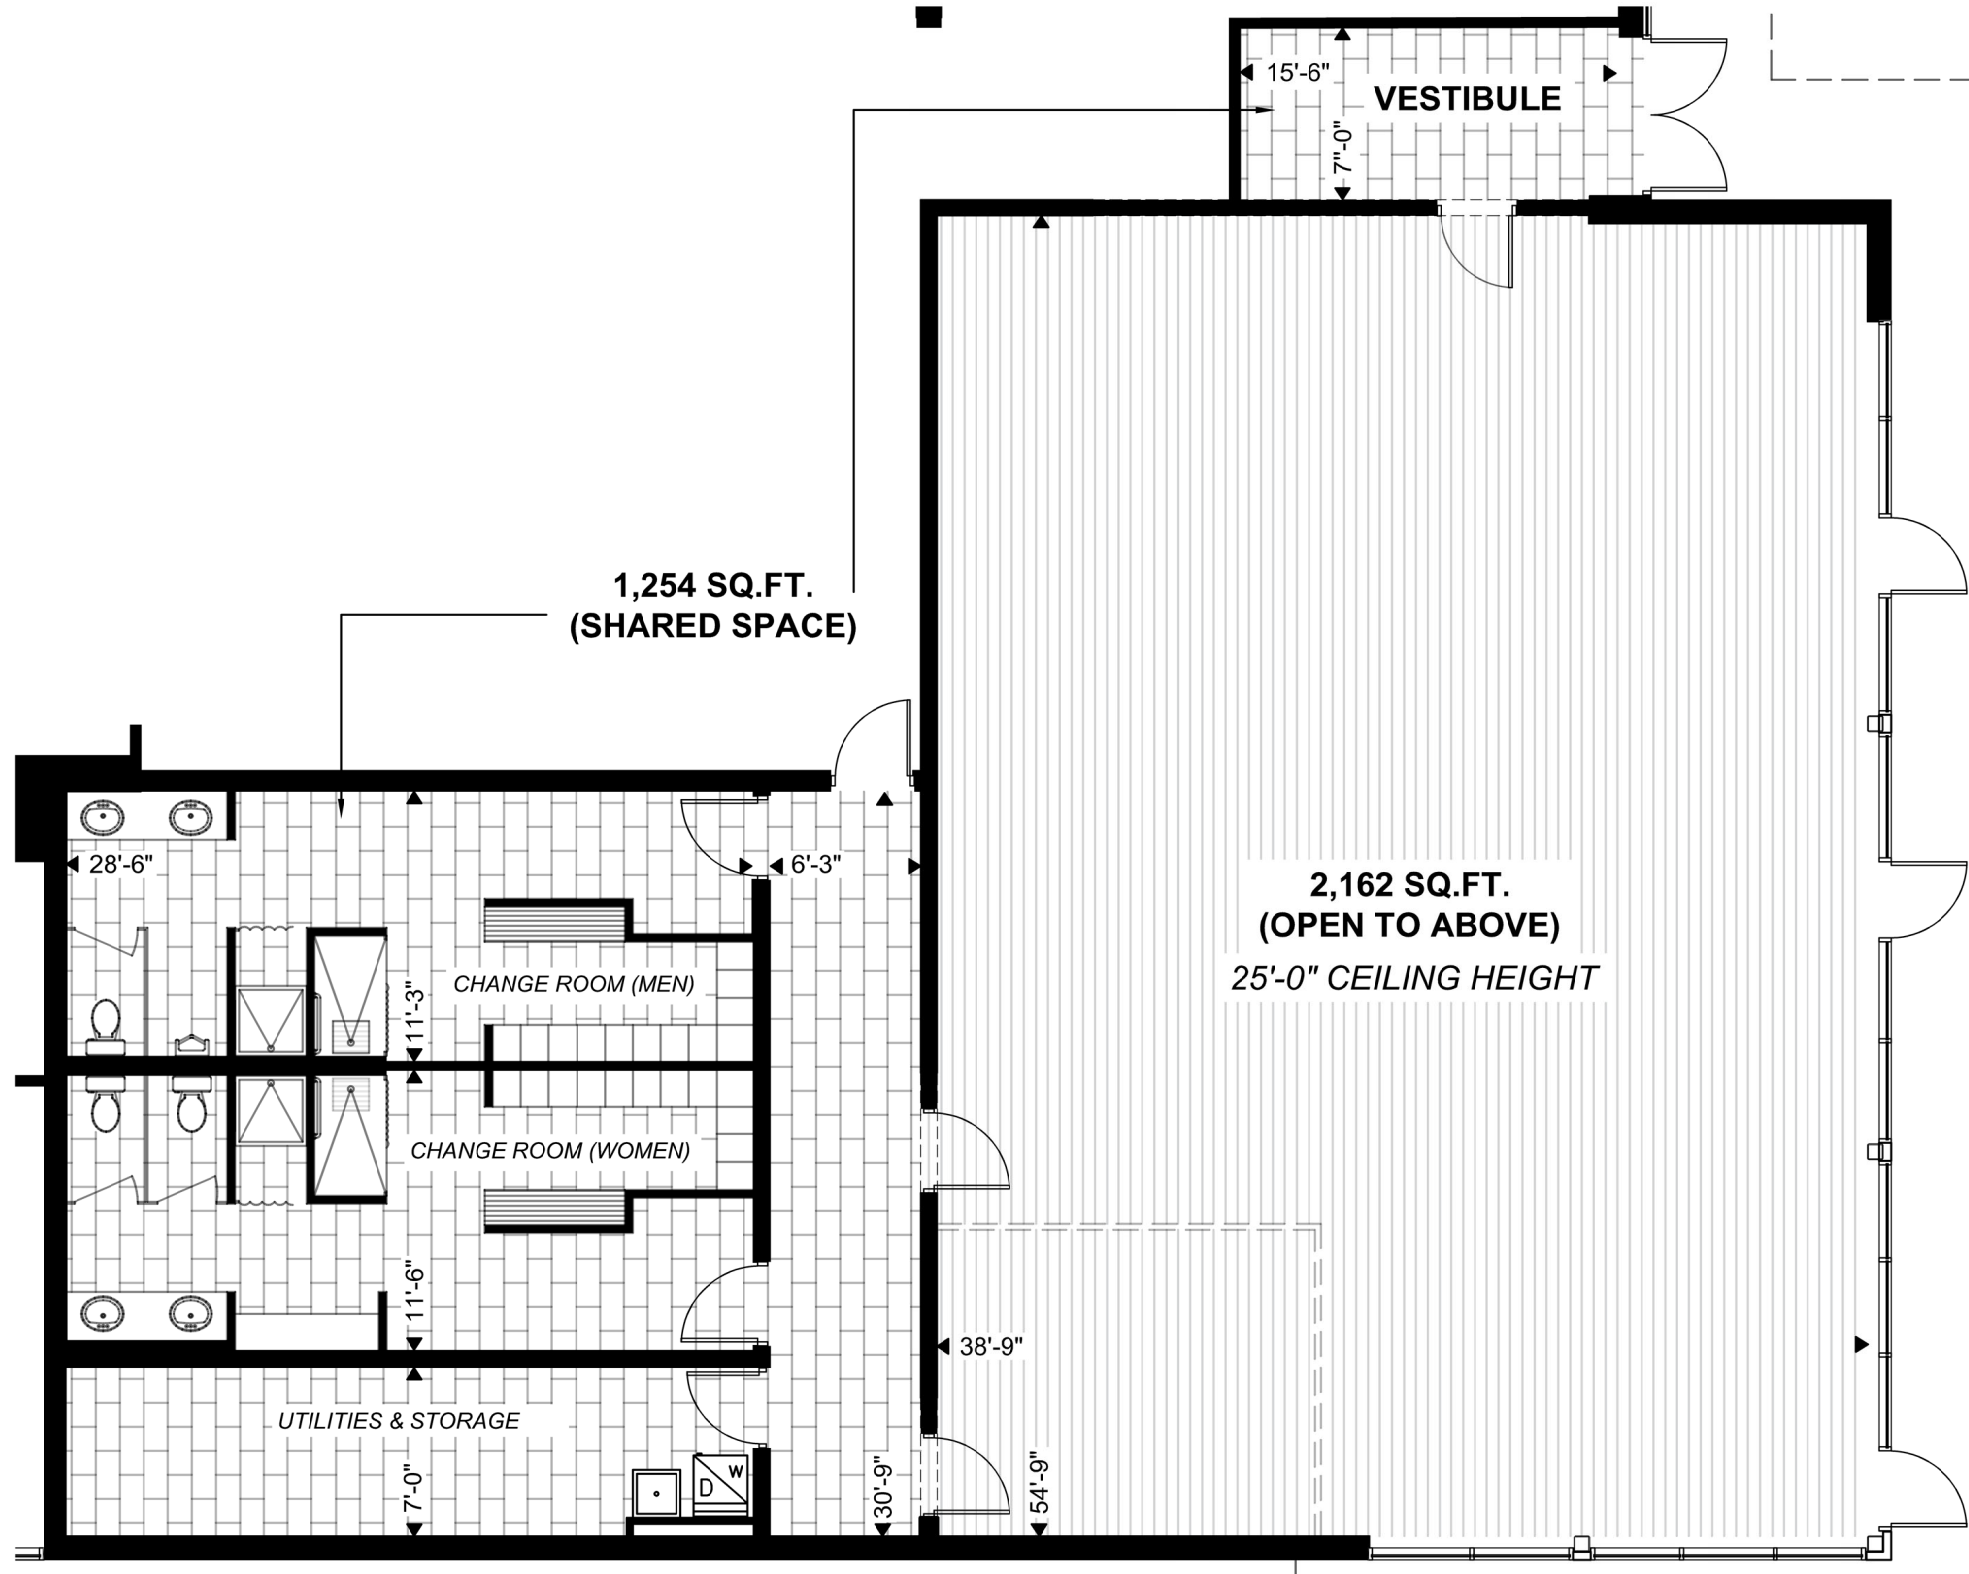 15'-6"
VESTIBULE
7"-0"
1,254 SQ.FT.
(SHARED SPACE)
28'-6"
6'-3"
2,162 SQ.FT.
(OPEN TO ABOVE)
25'-0" CEILING HEIGHT
CHANGE ROOM (MEN)
11'-3"
CHANGE ROOM (WOMEN)
11'-6"
38'-9"
UTILITIES & STORAGE
7'-0"
D
W
30'-9"
54'-9"